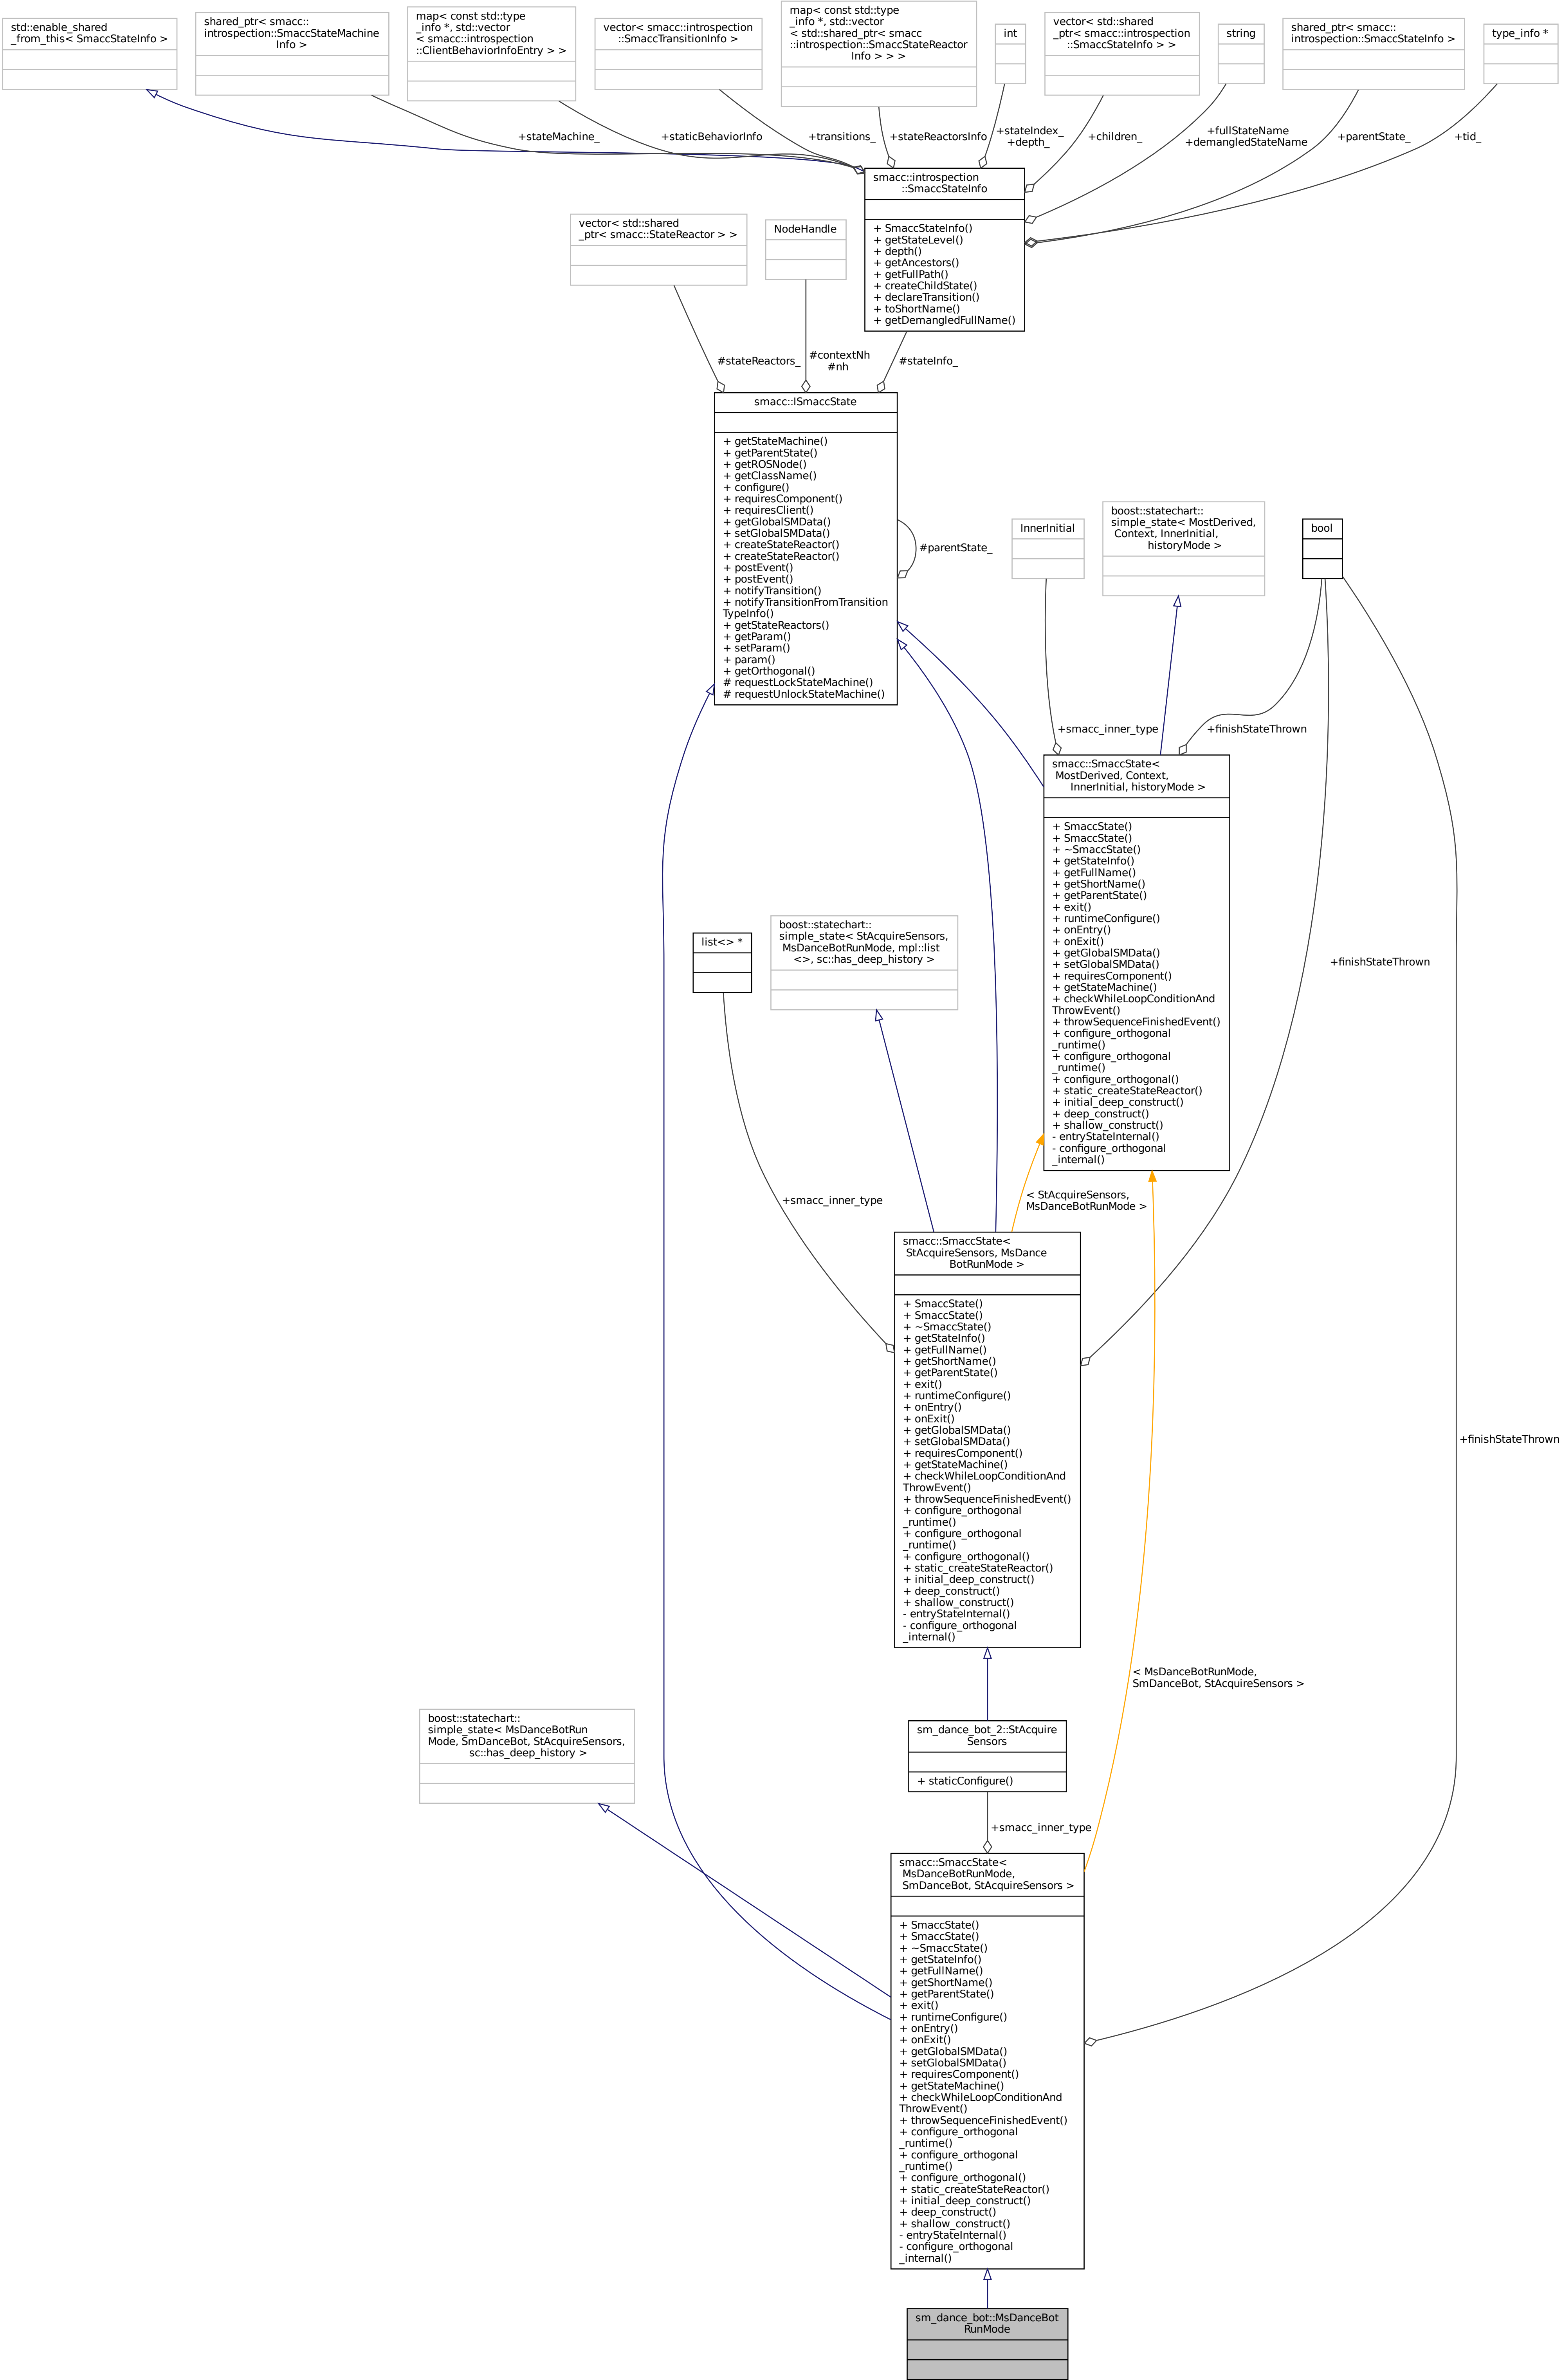 std::enable_shared
_from_this< SmaccStateInfo >
shared_ptr< smacc::
introspection::SmaccStateMachine
Info >
map< const std::type
_info *, std::vector
< smacc::introspection
::ClientBehaviorInfoEntry > >
vector< smacc::introspection
::SmaccTransitionInfo >
map< const std::type
_info *, std::vector
< std::shared_ptr< smacc
::introspection::SmaccStateReactor
Info > > >
int
vector< std::shared
_ptr< smacc::introspection
::SmaccStateInfo > >
string
shared_ptr< smacc::
introspection::SmaccStateInfo >
type_info *
+stateMachine_
+staticBehaviorInfo
+transitions_
+stateReactorsInfo
+stateIndex_
+depth_
+children_
+fullStateName
+demangledStateName
+parentState_
+tid_
smacc::introspection
::SmaccStateInfo
+ SmaccStateInfo()
+ getStateLevel()
+ depth()
+ getAncestors()
+ getFullPath()
+ createChildState()
+ declareTransition()
+ toShortName()
+ getDemangledFullName()
vector< std::shared
_ptr< smacc::StateReactor > >
NodeHandle
#stateReactors_
#contextNh
#nh
#stateInfo_
smacc::ISmaccState
+ getStateMachine()
+ getParentState()
+ getROSNode()
+ getClassName()
+ configure()
+ requiresComponent()
+ requiresClient()
+ getGlobalSMData()
+ setGlobalSMData()
+ createStateReactor()
+ createStateReactor()
+ postEvent()
+ postEvent()
+ notifyTransition()
+ notifyTransitionFromTransition
TypeInfo()
+ getStateReactors()
+ getParam()
+ setParam()
+ param()
+ getOrthogonal()
# requestLockStateMachine()
# requestUnlockStateMachine()
#parentState_
InnerInitial
boost::statechart::
simple_state< MostDerived,
Context, InnerInitial,
historyMode >
bool
+smacc_inner_type
+finishStateThrown
smacc::SmaccState<
MostDerived, Context,
InnerInitial, historyMode >
+ SmaccState()
+ SmaccState()
+ ~SmaccState()
+ getStateInfo()
+ getFullName()
+ getShortName()
+ getParentState()
+ exit()
+ runtimeConfigure()
+ onEntry()
+ onExit()
+ getGlobalSMData()
+ setGlobalSMData()
+ requiresComponent()
+ getStateMachine()
+ checkWhileLoopConditionAnd
ThrowEvent()
+ throwSequenceFinishedEvent()
+ configure_orthogonal
_runtime()
+ configure_orthogonal
_runtime()
+ configure_orthogonal()
+ static_createStateReactor()
+ initial_deep_construct()
+ deep_construct()
+ shallow_construct()
- entryStateInternal()
- configure_orthogonal
_internal()
list<> *
boost::statechart::
simple_state< StAcquireSensors,
MsDanceBotRunMode, mpl::list
<>, sc::has_deep_history >
+finishStateThrown
+smacc_inner_type
< StAcquireSensors,
MsDanceBotRunMode >
smacc::SmaccState<
StAcquireSensors, MsDance
BotRunMode >
+ SmaccState()
+ SmaccState()
+ ~SmaccState()
+ getStateInfo()
+ getFullName()
+ getShortName()
+ getParentState()
+ exit()
+ runtimeConfigure()
+ onEntry()
+ onExit()
+ getGlobalSMData()
+ setGlobalSMData()
+ requiresComponent()
+ getStateMachine()
+ checkWhileLoopConditionAnd
ThrowEvent()
+ throwSequenceFinishedEvent()
+ configure_orthogonal
_runtime()
+ configure_orthogonal
_runtime()
+ configure_orthogonal()
+ static_createStateReactor()
+ initial_deep_construct()
+ deep_construct()
+ shallow_construct()
- entryStateInternal()
- configure_orthogonal
_internal()
+finishStateThrown
< MsDanceBotRunMode,
SmDanceBot, StAcquireSensors >
boost::statechart::
simple_state< MsDanceBotRun
Mode, SmDanceBot, StAcquireSensors,
sc::has_deep_history >
sm_dance_bot_2::StAcquire
Sensors
+ staticConfigure()
+smacc_inner_type
smacc::SmaccState<
MsDanceBotRunMode,
SmDanceBot, StAcquireSensors >
+ SmaccState()
+ SmaccState()
+ ~SmaccState()
+ getStateInfo()
+ getFullName()
+ getShortName()
+ getParentState()
+ exit()
+ runtimeConfigure()
+ onEntry()
+ onExit()
+ getGlobalSMData()
+ setGlobalSMData()
+ requiresComponent()
+ getStateMachine()
+ checkWhileLoopConditionAnd
ThrowEvent()
+ throwSequenceFinishedEvent()
+ configure_orthogonal
_runtime()
+ configure_orthogonal
_runtime()
+ configure_orthogonal()
+ static_createStateReactor()
+ initial_deep_construct()
+ deep_construct()
+ shallow_construct()
- entryStateInternal()
- configure_orthogonal
_internal()
sm_dance_bot::MsDanceBot
RunMode